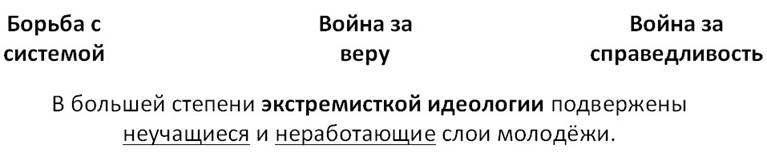 Борьба с системой
Война за веру
Война за справедливость
В большей степени экстремисткой идеологии подвержены
неучащиеся и неработающие слои молодёжи.